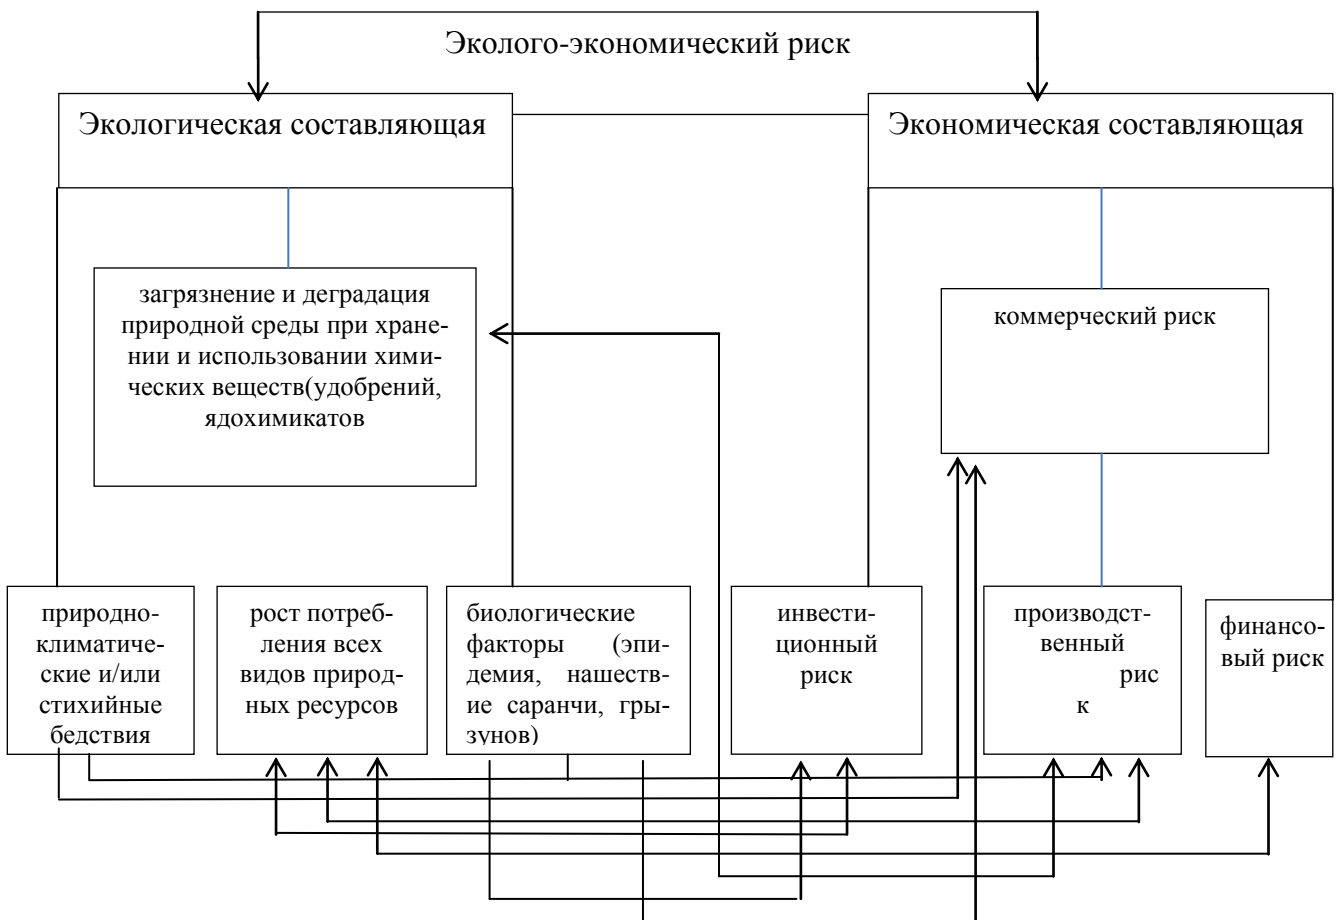 Эколого-экономический риск
Экологическая составляющая
Экономическая составляющая
загрязнение и деградация
природной среды при хране-
нии и использовании хими-
ческих веществ(удобрений,
ядохимикатов
коммерческий риск
природно-
климатиче-
ские и/или
стихийные
бедствия
рост потреб-
ления всех
видов природ-
ных ресурсов
биологические
факторы (эпи-
демия, нашеств-
ие саранчи, гры-
зунов)
инвести-
ционный
риск
производст-
венный
рис
к
финансо-
вый риск